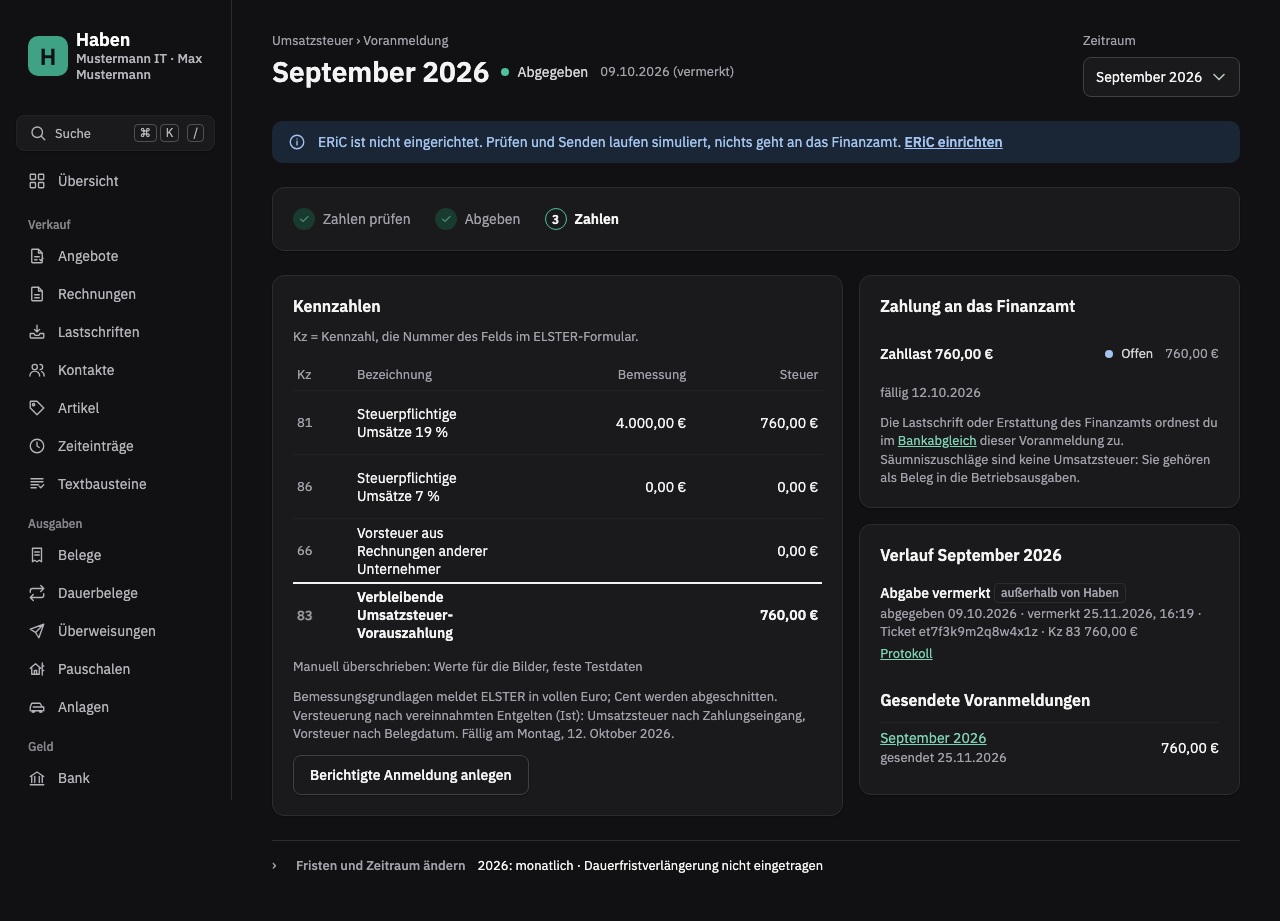 H
Haben
Mustermann IT · Max
Mustermann
Suche
⌘ K /
Übersicht
Verkauf
Angebote
Rechnungen
Lastschriften
Kontakte
Artikel
Zeiteinträge
Textbausteine
Ausgaben
Belege
Dauerbelege
Überweisungen
Pauschalen
Anlagen
Geld
Bank
Umsatzsteuer › Voranmeldung
September 2026 Abgegeben 09.10.2026 (vermerkt)
Zeitraum
September 2026
ERiC ist nicht eingerichtet. Prüfen und Senden laufen simuliert, nichts geht an das Finanzamt. ERiC einrichten
Zahlen prüfen Abgeben 3 Zahlen
Kennzahlen
Kz = Kennzahl, die Nummer des Felds im ELSTER-Formular.
Kz Bezeichnung Bemessung Steuer
81 Steuerpflichtige Umsätze 19 % 4.000,00 € 760,00 €
86 Steuerpflichtige Umsätze 7 % 0,00 € 0,00 €
66 Vorsteuer aus Rechnungen anderer Unternehmer 0,00 €
83 Verbleibende Umsatzsteuer-Vorauszahlung 760,00 €
Manuell überschrieben: Werte für die Bilder, feste Testdaten
Bemessungsgrundlagen meldet ELSTER in vollen Euro; Cent werden abgeschnitten.
Versteuerung nach vereinnahmten Entgelten (Ist): Umsatzsteuer nach Zahlungseingang,
Vorsteuer nach Belegdatum. Fällig am Montag, 12. Oktober 2026.
Berichtigte Anmeldung anlegen
Zahlung an das Finanzamt
Zahllast 760,00 € Offen 760,00 €
fällig 12.10.2026
Die Lastschrift oder Erstattung des Finanzamts ordnest du
im Bankabgleich dieser Voranmeldung zu.
Säumniszuschläge sind keine Umsatzsteuer: Sie gehören
als Beleg in die Betriebsausgaben.
Verlauf September 2026
Abgabe vermerkt außerhalb von Haben
abgegeben 09.10.2026 · vermerkt 25.11.2026, 16:19 ·
Ticket et7f3k9m2q8w4x1z · Kz 83 760,00 €
Protokoll
Gesendete Voranmeldungen
September 2026
gesendet 25.11.2026
760,00 €
› Fristen und Zeitraum ändern 2026: monatlich · Dauerfristverlängerung nicht eingetragen